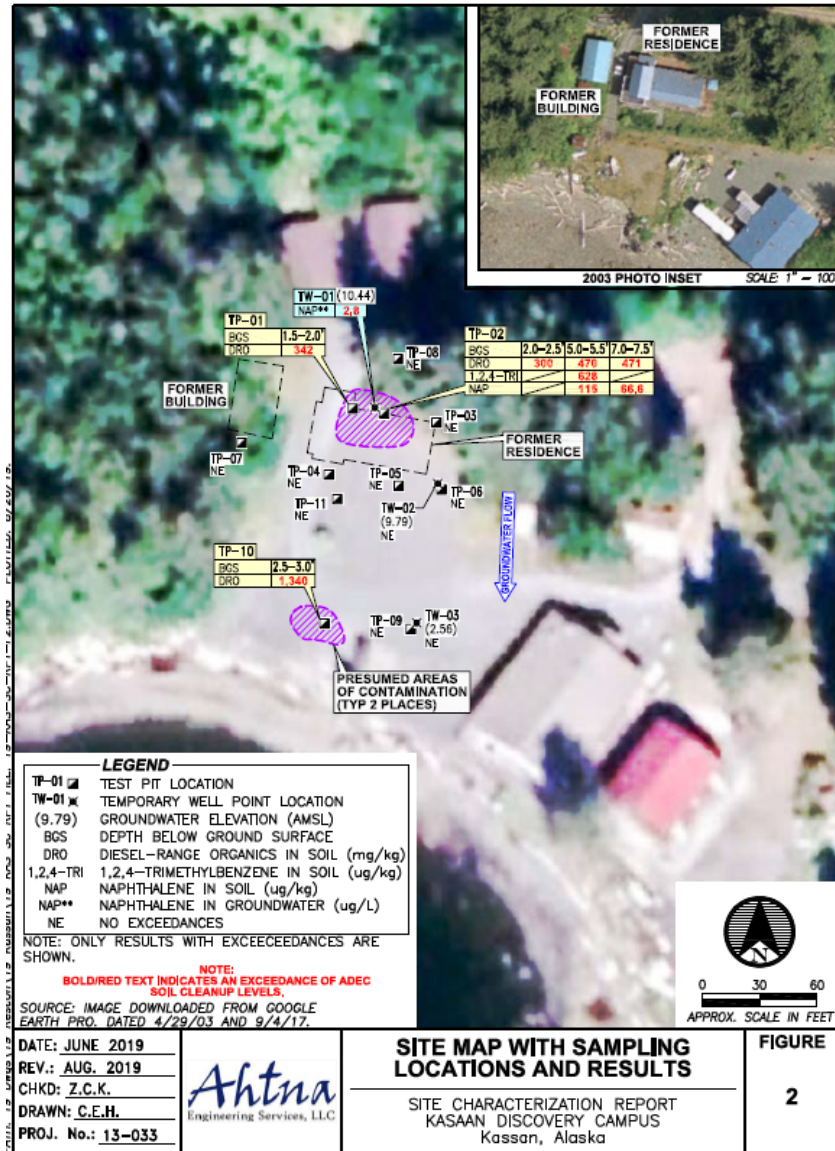 FORMER
RESIDENCE
FORMER
BUILDING
2003 PHOTO INSET
SCALE: 1" = 100
TW-01 (10.44)
NAP** 2.8
TP-01
BGS 1.5-2.0'
DRO 342
TP-02
BGS 2.0-2.5' 5.0-5.5' 7.0-7.5'
DRO 300 470 471
1,2,4-TRI 628
NAP 115 66.6
TP-08
NE
FORMER
BUILDING
TP-03
NE
FORMER
RESIDENCE
TP-07
NE
TP-04
NE
TP-05
NE
TP-06
NE
TP-11
NE
TW-02
(9.79)
NE
GROUNDWATER FLOW
TP-10
BGS 2.5-3.0'
DRO 1,340
TP-09
NE
TW-03
(2.56)
NE
PRESUMED AREAS
OF CONTAMINATION
(TYP 2 PLACES)
LEGEND
TP-01 TEST PIT LOCATION
TW-01 TEMPORARY WELL POINT LOCATION
(9.79) GROUNDWATER ELEVATION (AMSL)
BGS DEPTH BELOW GROUND SURFACE
DRO DIESEL-RANGE ORGANICS IN SOIL (mg/kg)
1,2,4-TRI 1,2,4-TRIMETHYLBENZENE IN SOIL (ug/kg)
NAP NAPHTHALENE IN SOIL (ug/kg)
NAP** NAPHTHALENE IN GROUNDWATER (ug/L)
NE NO EXCEEDANCES
NOTE: ONLY RESULTS WITH EXCEECEEDANCES ARE
SHOWN.
NOTE:
BOLD/RED TEXT INDICATES AN EXCEEDANCE OF ADEC
SOIL CLEANUP LEVELS.
SOURCE: IMAGE DOWNLOADED FROM GOOGLE
EARTH PRO. DATED 4/29/03 AND 9/4/17.
N
0 30 60
APPROX. SCALE IN FEET
DATE: JUNE 2019
REV.: AUG. 2019
CHKD: Z.C.K.
DRAWN: C.E.H.
PROJ. No.: 13-033
Ahtna
Engineering Services, LLC
SITE MAP WITH SAMPLING
LOCATIONS AND RESULTS
SITE CHARACTERIZATION REPORT
KASAAN DISCOVERY CAMPUS
Kassan, Alaska
FIGURE
2